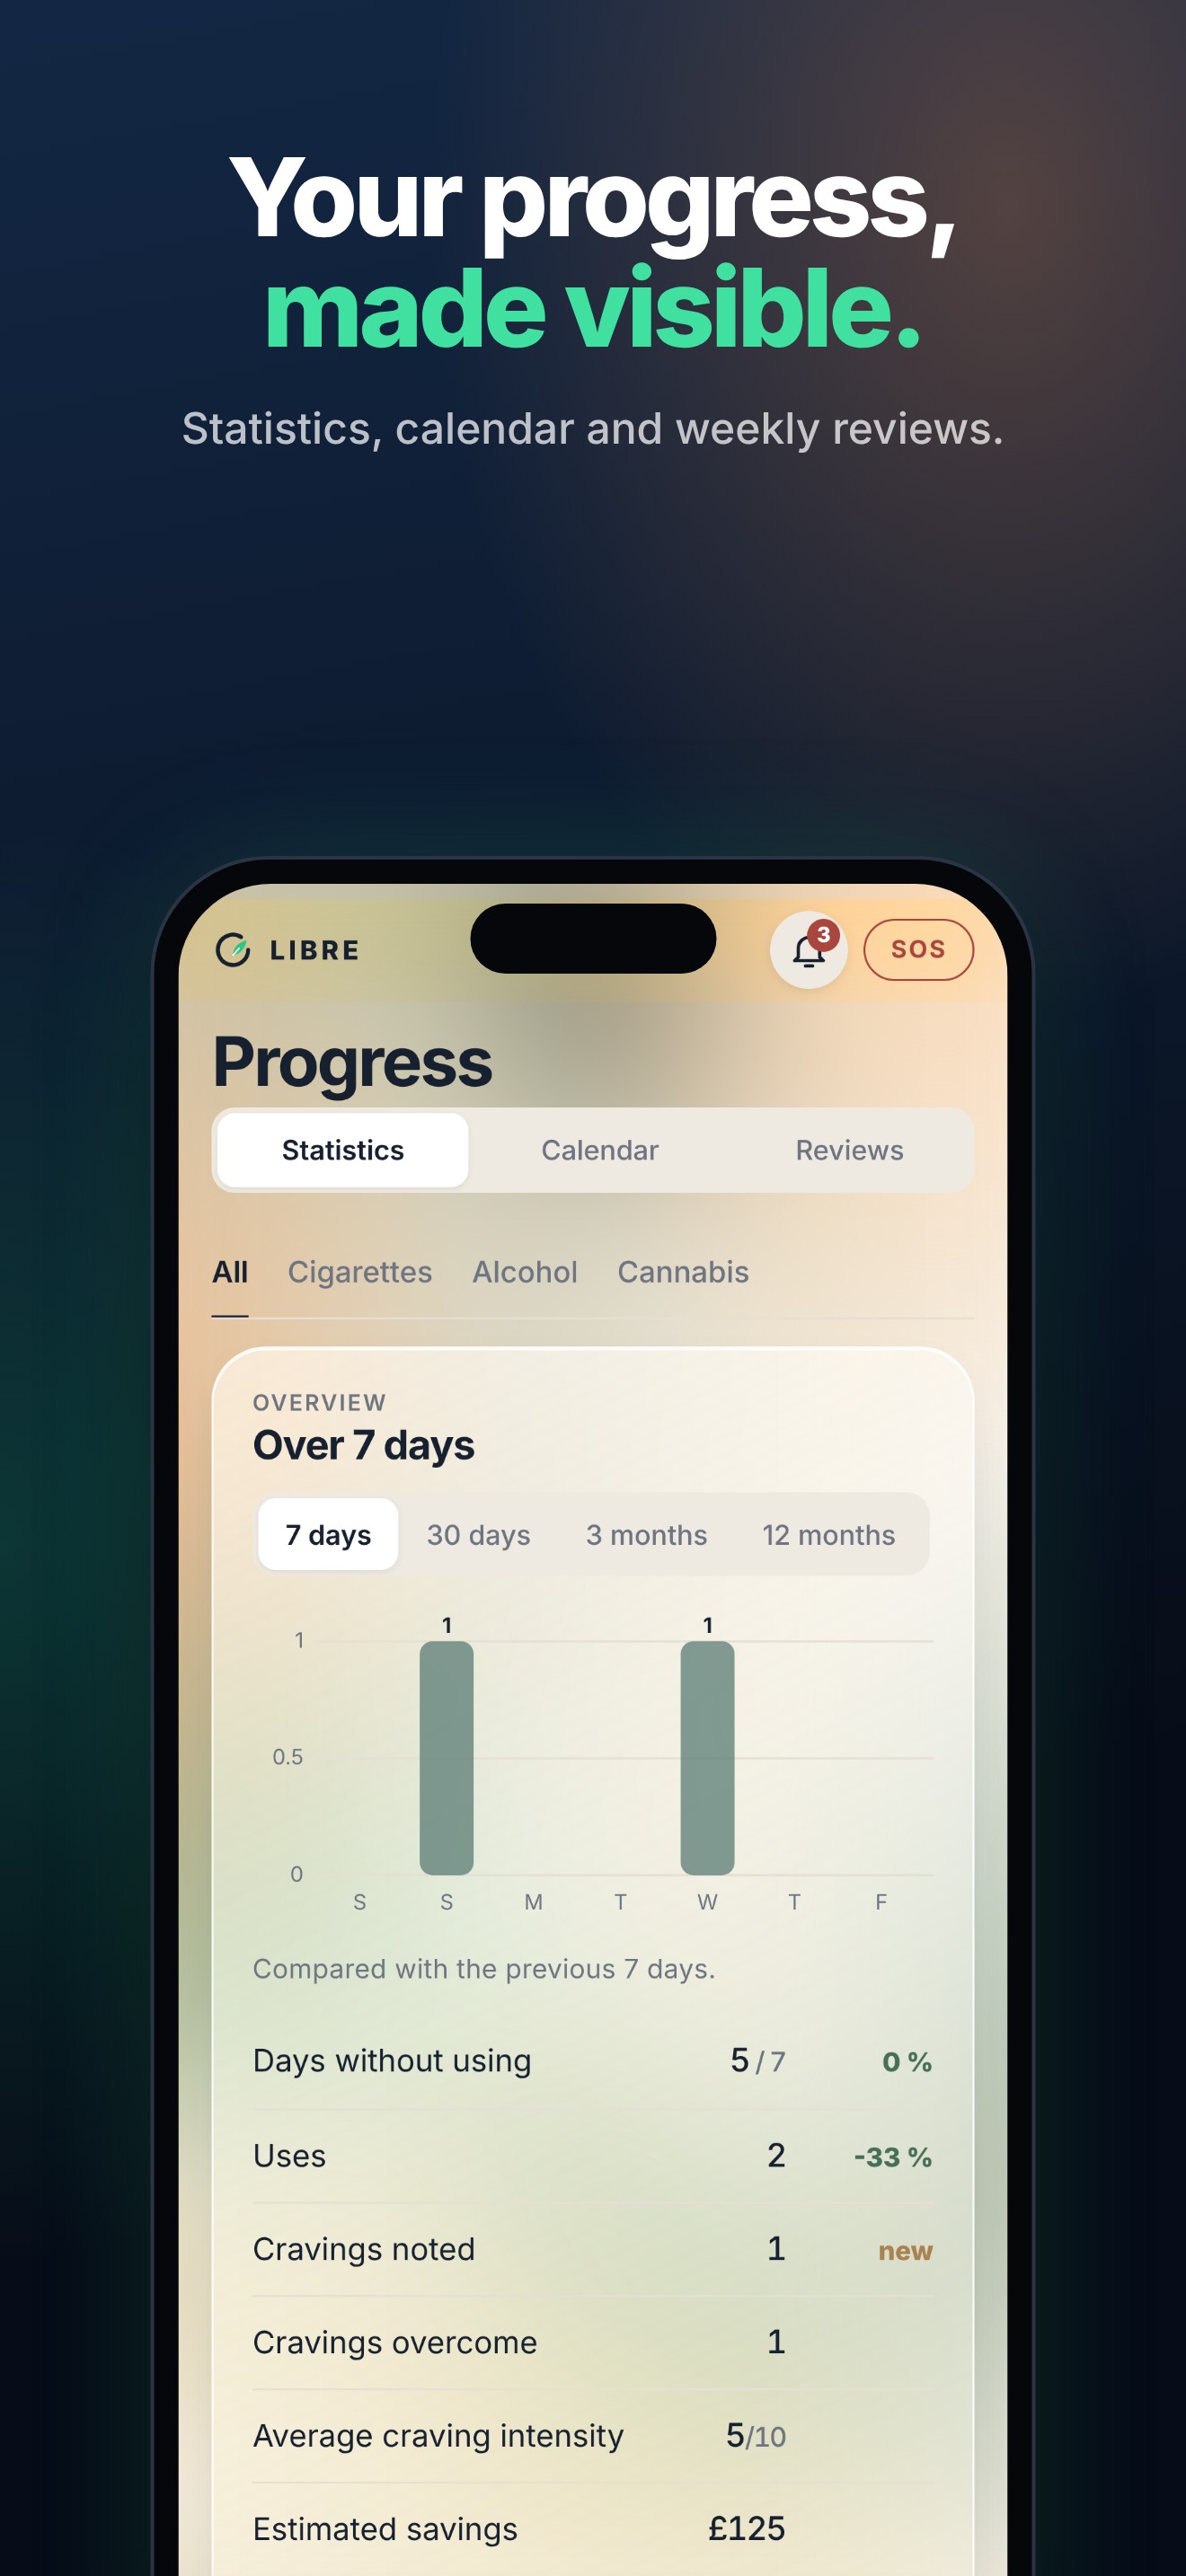 Your progress,
made visible.
Statistics, calendar and weekly reviews.
LIBRE
3
SOS
Progress
Statistics Calendar Reviews
All Cigarettes Alcohol Cannabis
OVERVIEW
Over 7 days
7 days 30 days 3 months 12 months
1 1
1
0.5
0
S S M T W T F
Compared with the previous 7 days.
Days without using 5 / 7 0 %
Uses 2 -33 %
Cravings noted 1 new
Cravings overcome 1
Average craving intensity 5/10
Estimated savings £125